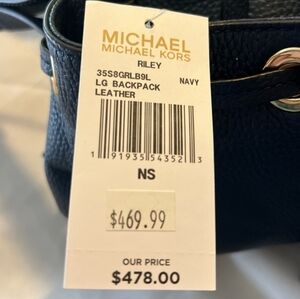 MICHAEL
MICHAEL KORS
RILEY
35S8GRLB9L NAVY
LG BACKPACK
LEATHER
1 91935 54352 3
NS
$469.99
OUR PRICE
$478.00